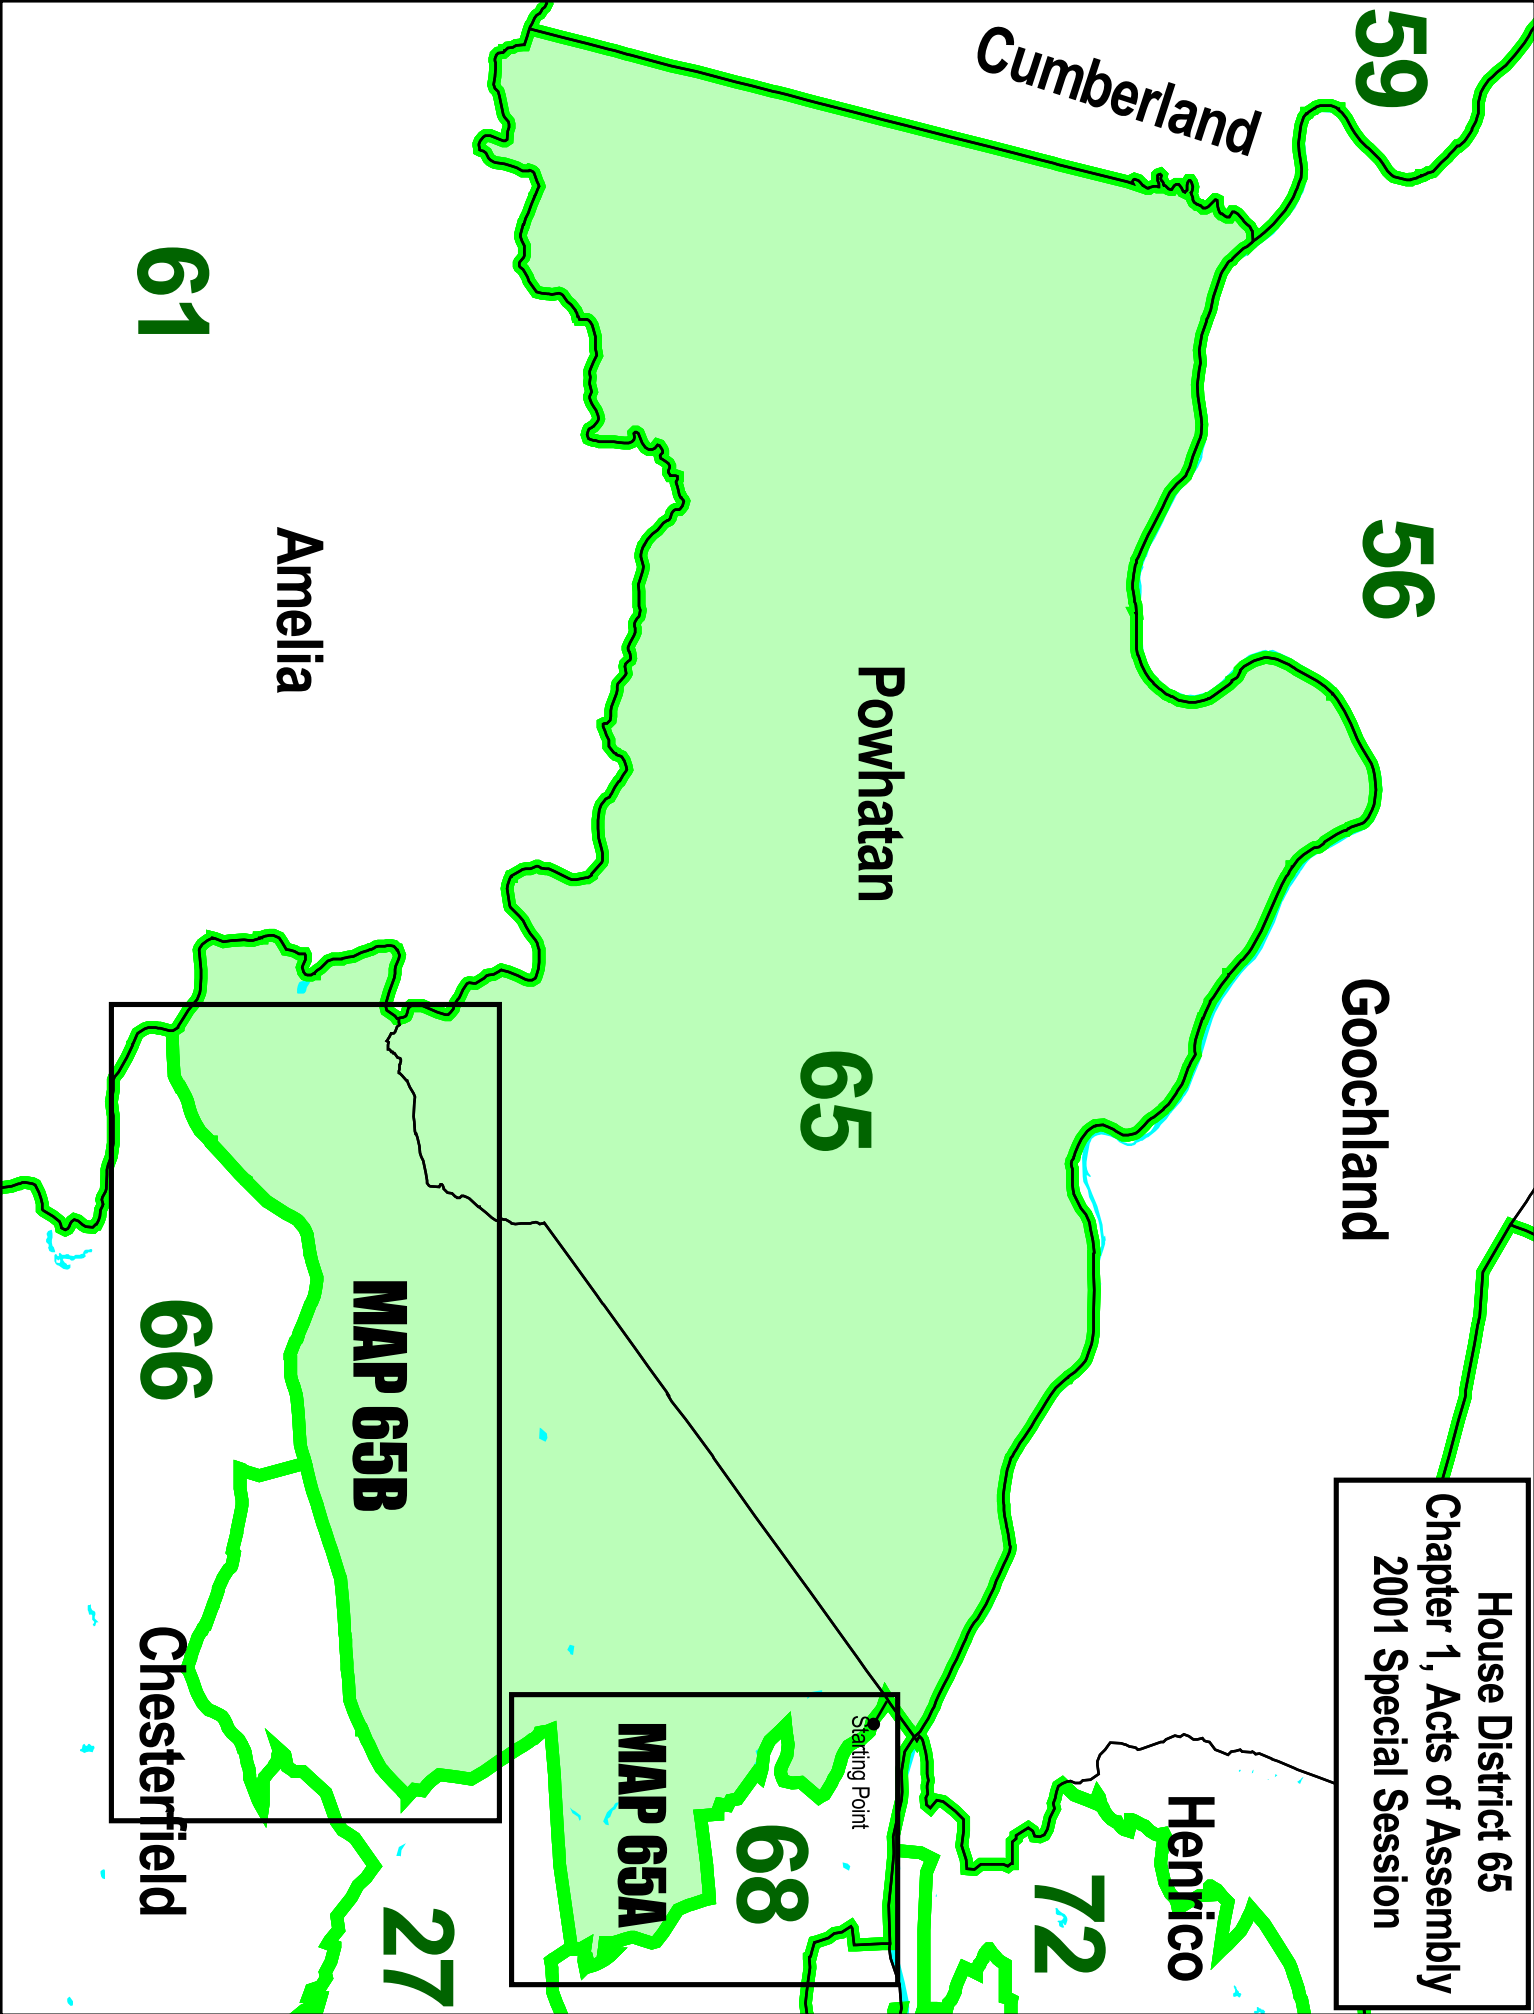 House District 65
Chapter 1, Acts of Assembly
2001 Special Session
59
56
Cumberland
Goochland
Powhatan
65
Henrico
72
Starting Point
68
MAP 65A
61
Amelia
MAP 65B
66
Chesterfield
27